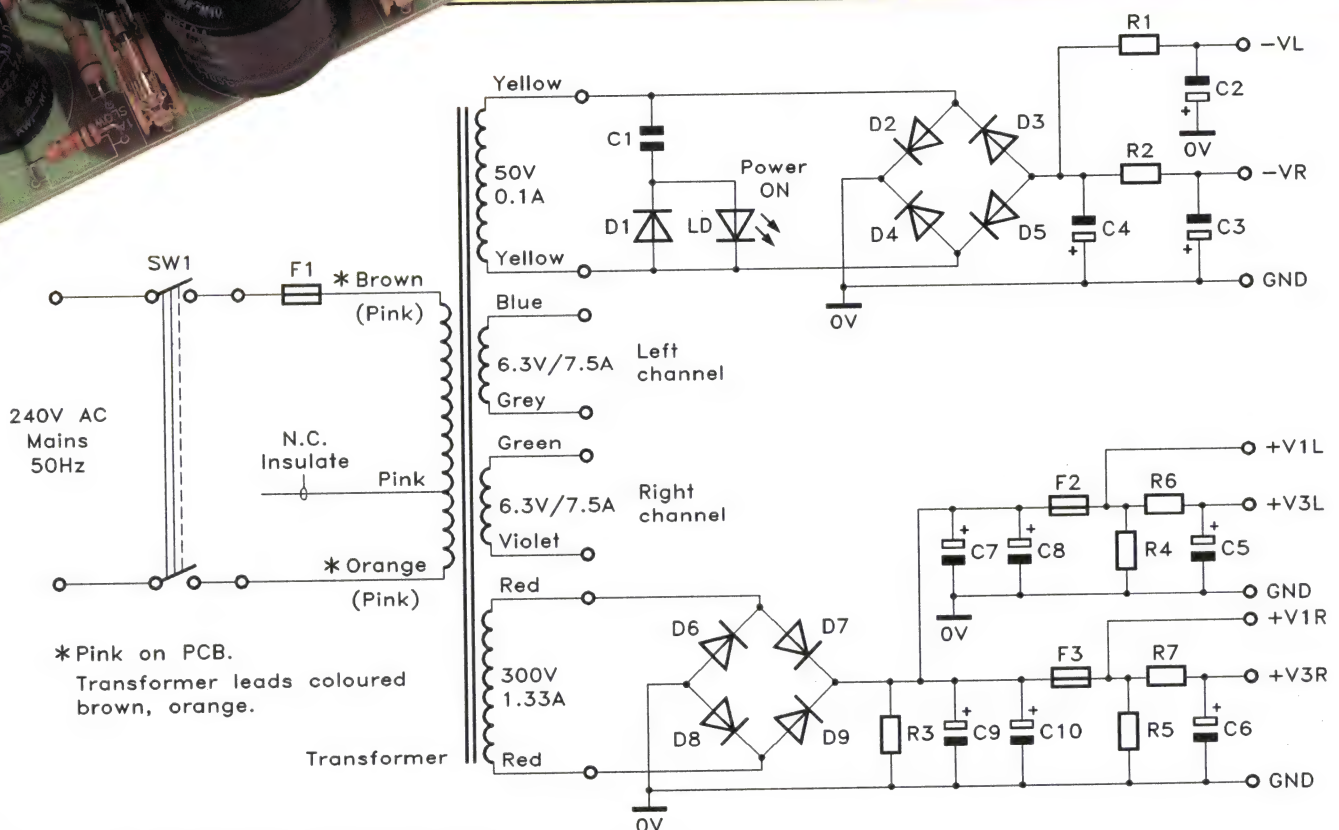 1A
SLOW
R1
–VL
C2
+
0V
Yellow
C1
50V
0.1A
D1
LD
Power
ON
D2
D3
D4
D5
R2
–VR
C4
+
C3
+
Yellow
GND
0V
SW1
F1
* Brown
(Pink)
Blue
6.3V/7.5A
Left
channel
Grey
240V AC
Mains
50Hz
N.C.
Insulate
Pink
Green
6.3V/7.5A
Right
channel
Violet
* Orange
(Pink)
Red
300V
1.33A
Red
Transformer
* Pink on PCB.
Transformer leads coloured
brown, orange.
D6
D7
D8
D9
+V1L
F2
R6
+V3L
+
C7
+
C8
R4
+
C5
GND
0V
+V1R
F3
R7
+V3R
R3
+
C9
+
C10
R5
+
C6
GND
0V